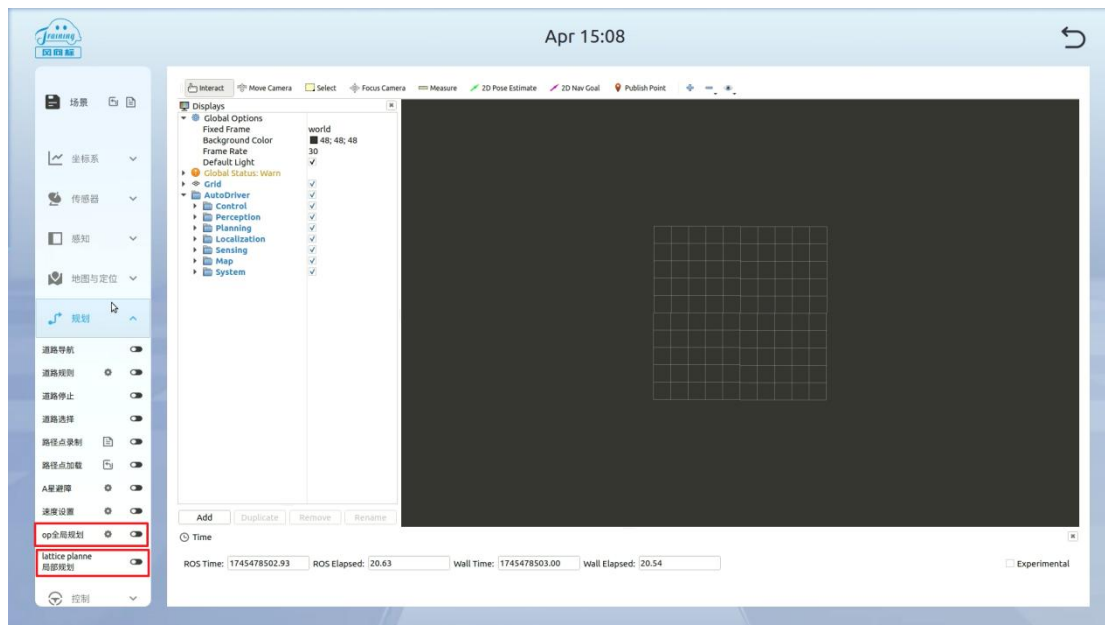 Training
Apr 15:08
场景
坐标系
传感器
感知
地图与定位
规划
道路导航
道路规则
道路停止
道路选择
路径点录制
路径点加载
A星避障
速度设置
op全局规划
lattice planne
局部规划
控制
Interact Move Camera Select Focus Camera Measure 2D Pose Estimate 2D Nav Goal Publish Point
Displays
Global Options
Fixed Frame world
Background Color 48; 48; 48
Frame Rate 30
Default Light
Global Status: Warn
Grid
AutoDriver
Control
Perception
Planning
Localization
Sensing
Map
System
Add Duplicate Remove Rename
Time
ROS Time: 1745478502.93 ROS Elapsed: 20.63 Wall Time: 1745478503.00 Wall Elapsed: 20.54 Experimental